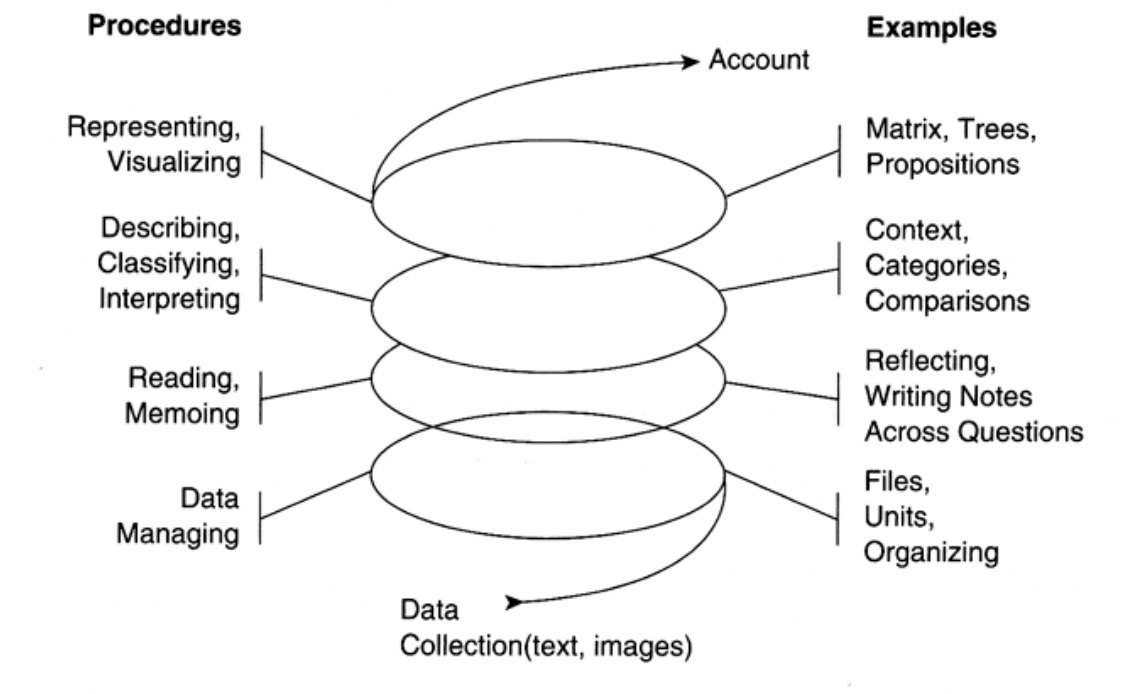 Procedures
Examples
Account
Representing,
Visualizing
Matrix, Trees,
Propositions
Describing,
Classifying,
Interpreting
Context,
Categories,
Comparisons
Reading,
Memoing
Reflecting,
Writing Notes
Across Questions
Data
Managing
Files,
Units,
Organizing
Data
Collection(text, images)